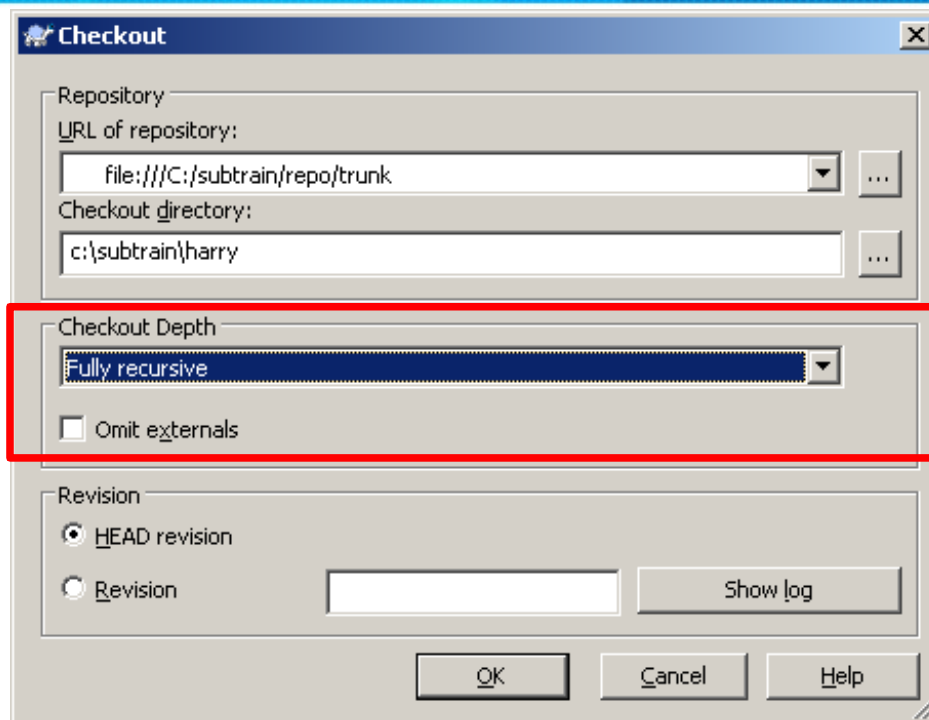 Checkout
Repository
URL of repository:
file:///C:/subtrain/repo/trunk
...
Checkout directory:
c:\subtrain\harry
...
Checkout Depth
Fully recursive
Omit externals
Revision
HEAD revision
Revision
Show log
OK Cancel Help